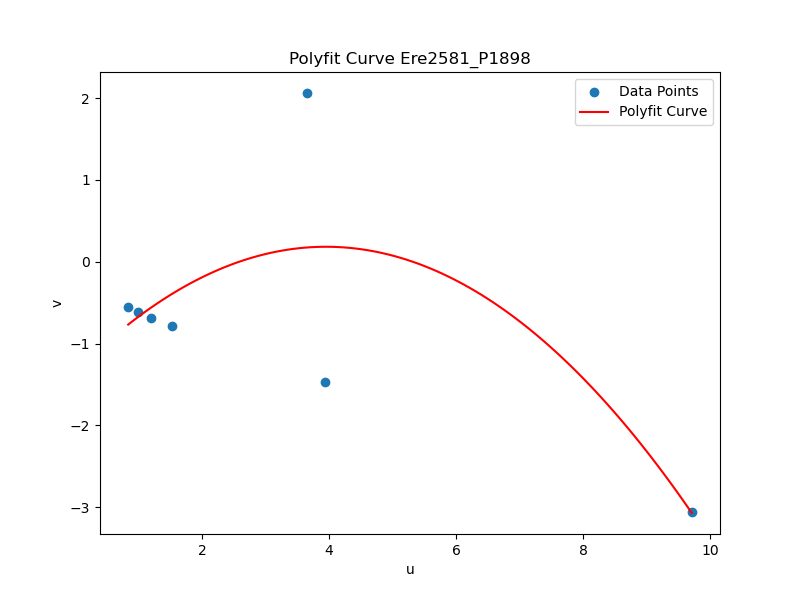 Polyfit Curve Ere2581_P1898
Data Points
Polyfit Curve
2
1
0
−1
−2
−3
v
2
4
6
8
10
u